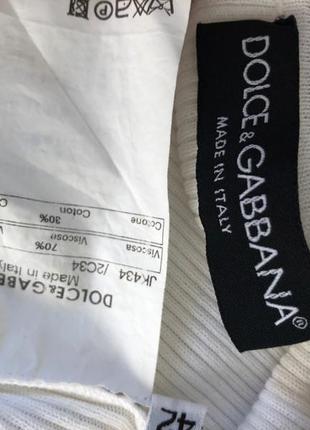 DOLCE & GABBANA®
MADE IN ITALY
DOLCE&GABB
Made in Italy
JK434 /2C34
Viscosa 70% Viscose
Cotone 30% Coton
P
42